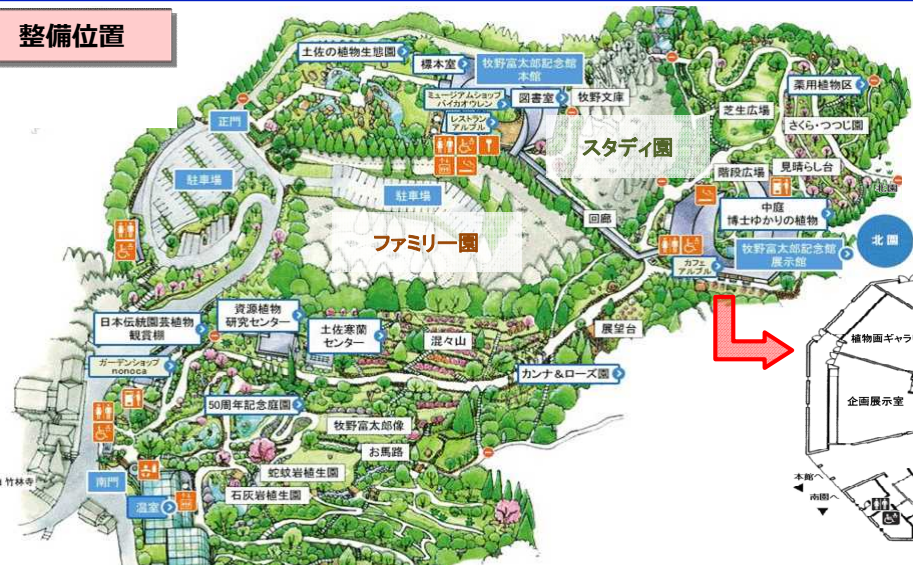 整備位置
土佐の植物生態園
標本室
牧野富太郎記念館
本館
ミュージアムショップ
バイカオウレン
図書室
牧野文庫
レストラン
アルブル
薬用植物区
芝生広場
さくら・つつじ園
正門
スタディ園
駐車場
駐車場
階段広場
見晴らし台
北園
中庭
博士ゆかりの植物
回廊
ファミリー園
牧野富太郎記念館
展示館
北園
カフェ
アルブル
日本伝統園芸植物
観賞棚
資源植物
研究センター
土佐寒蘭
センター
混々山
展望台
植物画ギャラリ
ガーデンショップ
nonoca
カンナ&ローズ園
企画展示室
50周年記念庭園
牧野富太郎像
お馬路
蛇紋岩植生園
竹林寺
南門
石灰岩植生園
温室
本館へ
南園へ